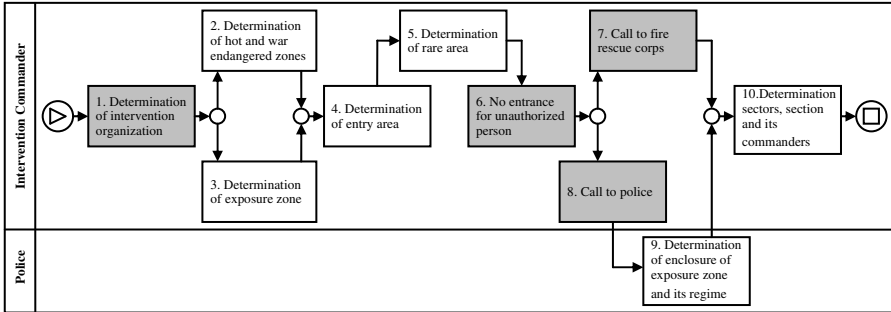 Intervention Commander
1. Determination
of intervention
organization
2. Determination
of hot and war
endangered zones
3. Determination
of exposure zone
4. Determination
of entry area
5. Determination
of rare area
6. No entrance
for unauthorized
person
7. Call to fire
rescue corps
8. Call to police
10.Determination
sectors, section
and its
commanders
Police
9. Determination
of enclosure of
exposure zone
and its regime